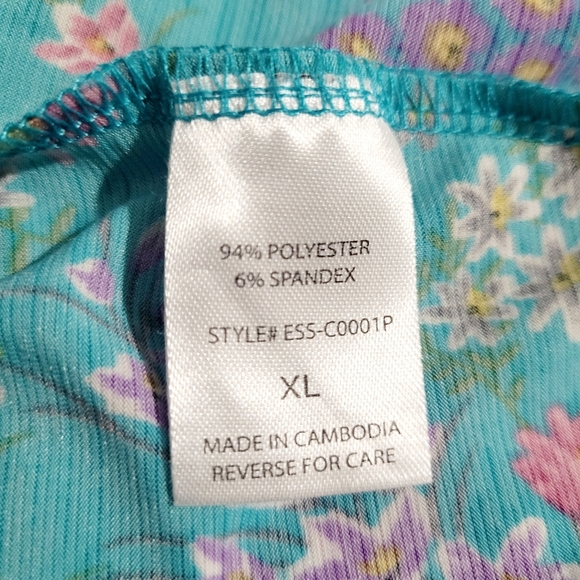 94% POLYESTER
6% SPANDEX
STYLE# ESS-C0001P
XL
MADE IN CAMBODIA
REVERSE FOR CARE